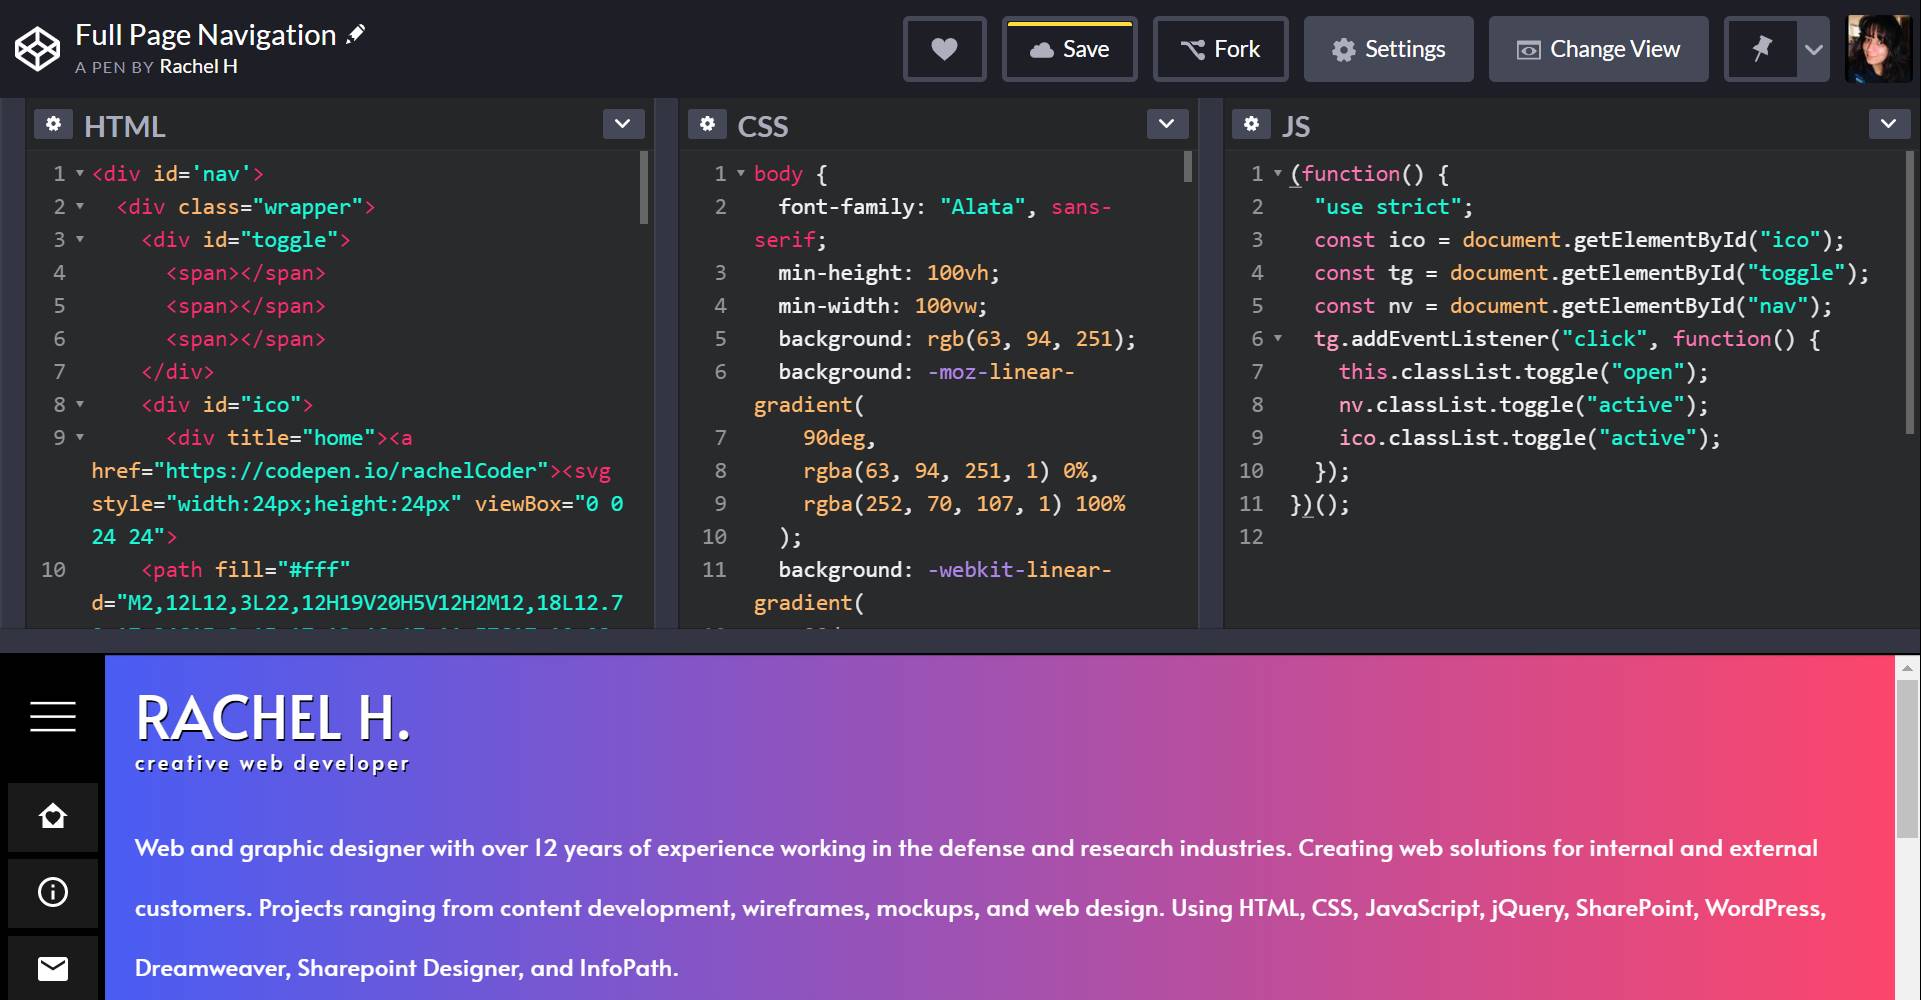 Full Page Navigation
A PEN BY Rachel H
Save
Fork
Settings
Change View
HTML
1 <div id='nav'>
2 <div class="wrapper">
3 <div id="toggle">
4 <span></span>
5 <span></span>
6 <span></span>
7 </div>
8 <div id="ico">
9 <div title="home"><a
href="https://codepen.io/rachelCoder"><svg
style="width:24px;height:24px" viewBox="0 0
24 24">
10 <path fill="#fff"
d="M2,12L12,3L22,12H19V20H5V12H2M12,18L12.7
CSS
1 body {
2 font-family: "Alata", sans-
serif;
3 min-height: 100vh;
4 min-width: 100vw;
5 background: rgb(63, 94, 251);
6 background: -moz-linear-
gradient(
7 90deg,
8 rgba(63, 94, 251, 1) 0%,
9 rgba(252, 70, 107, 1) 100%
10 );
11 background: -webkit-linear-
gradient(
JS
1 (function() {
2 "use strict";
3 const ico = document.getElementById("ico");
4 const tg = document.getElementById("toggle");
5 const nv = document.getElementById("nav");
6 tg.addEventListener("click", function() {
7 this.classList.toggle("open");
8 nv.classList.toggle("active");
9 ico.classList.toggle("active");
10 });
11 })();
12
RACHEL H.
creative web developer
Web and graphic designer with over 12 years of experience working in the defense and research industries. Creating web solutions for internal and external
customers. Projects ranging from content development, wireframes, mockups, and web design. Using HTML, CSS, JavaScript, jQuery, SharePoint, WordPress,
Dreamweaver, Sharepoint Designer, and InfoPath.